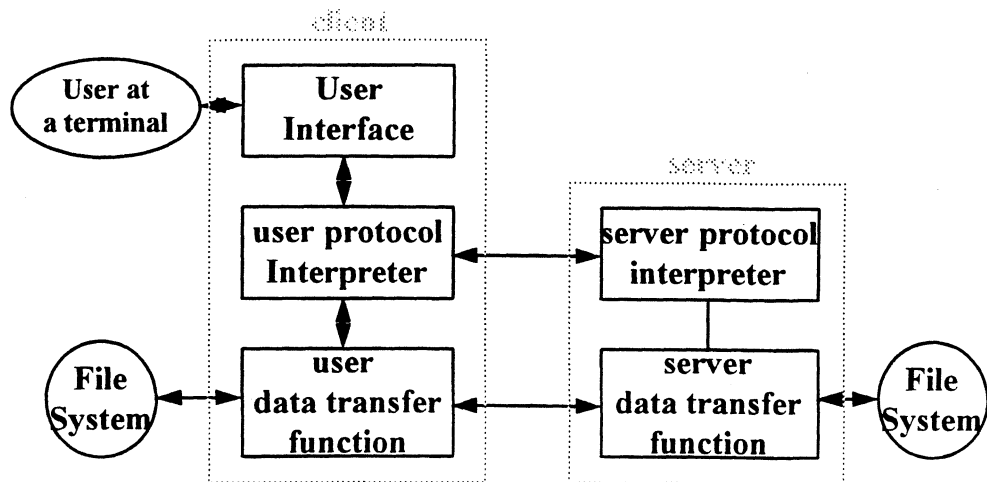 client
User at
a terminal
User
Interface
server
user protocol
Interpreter
server protocol
interpreter
File
System
user
data transfer
function
server
data transfer
function
File
System